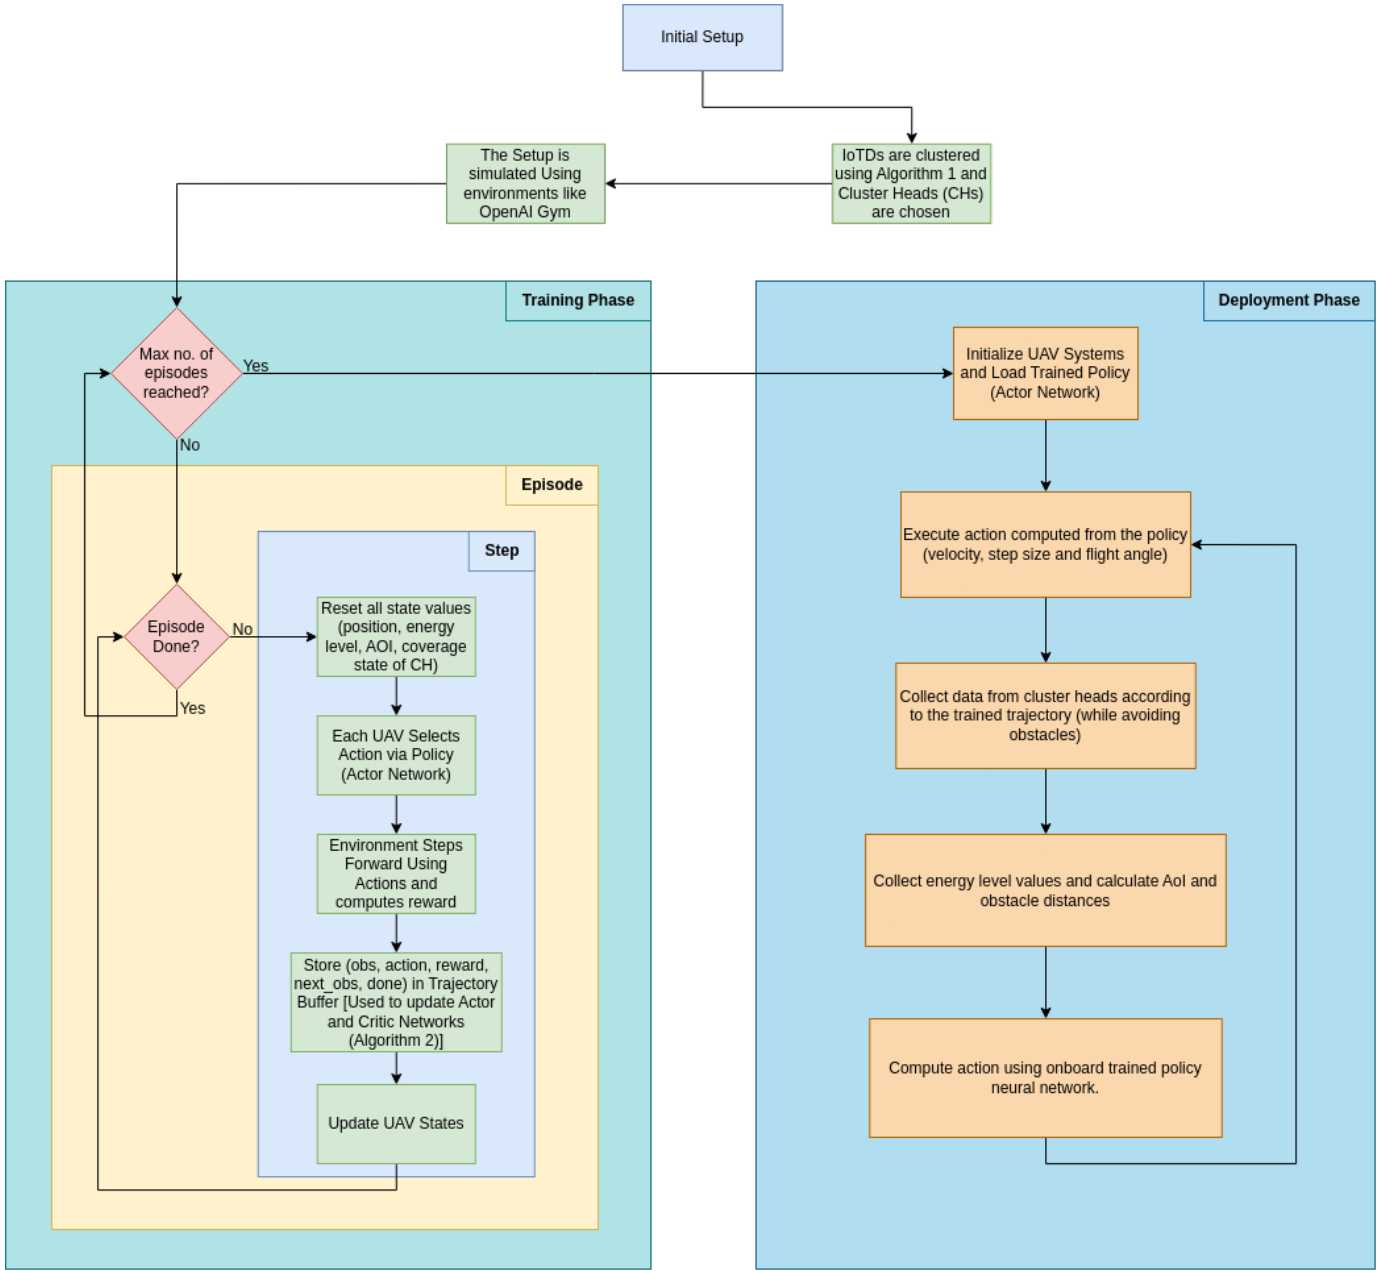 Initial Setup
The Setup is
simulated Using
environments like
OpenAI Gym
IoTDs are clustered
using Algorithm 1 and
Cluster Heads (CHs)
are chosen
Training Phase
Max no. of
episodes
reached?
Yes
No
Episode
Step
Episode
Done?
No
Yes
Reset all state values
(position, energy
level, AOI, coverage
state of CH)
Each UAV Selects
Action via Policy
(Actor Network)
Environment Steps
Forward Using
Actions and
computes reward
Store (obs, action, reward,
next_obs, done) in Trajectory
Buffer [Used to update Actor
and Critic Networks
(Algorithm 2)]
Update UAV States
Deployment Phase
Initialize UAV Systems
and Load Trained Policy
(Actor Network)
Execute action computed from the policy
(velocity, step size and flight angle)
Collect data from cluster heads according
to the trained trajectory (while avoiding
obstacles)
Collect energy level values and calculate AoI and
obstacle distances
Compute action using onboard trained policy
neural network.